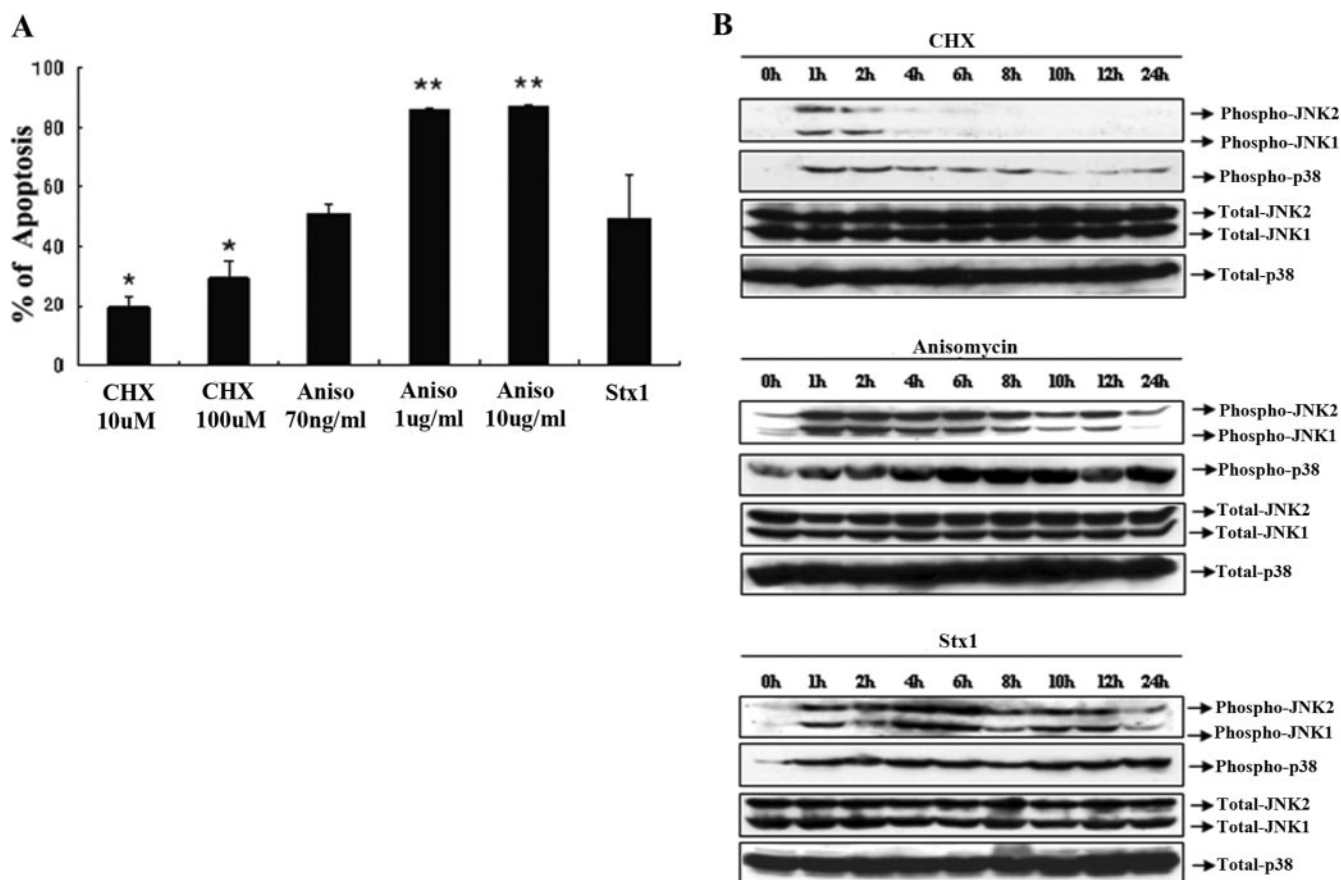 A
% of Apoptosis
100
80
60
40
20
0
*
*
**
**
CHX
10uM
CHX
100uM
Aniso
70ng/ml
Aniso
1ug/ml
Aniso
10ug/ml
Stx1
B
CHX
0h 1h 2h 4h 6h 8h 10h 12h 24h
Phospho-JNK2
Phospho-JNK1
Phospho-p38
Total-JNK2
Total-JNK1
Total-p38
Anisomycin
0h 1h 2h 4h 6h 8h 10h 12h 24h
Phospho-JNK2
Phospho-JNK1
Phospho-p38
Total-JNK2
Total-JNK1
Total-p38
Stx1
0h 1h 2h 4h 6h 8h 10h 12h 24h
Phospho-JNK2
Phospho-JNK1
Phospho-p38
Total-JNK2
Total-JNK1
Total-p38